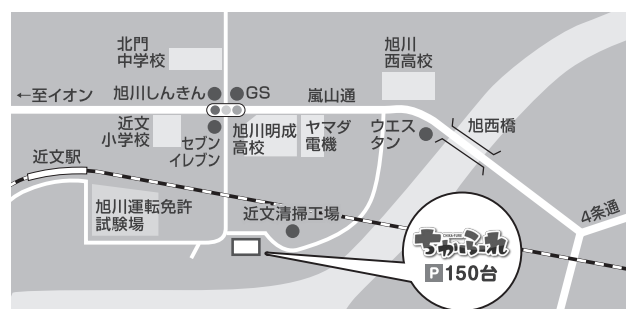 北門
中学校
旭川
西高校
←至イオン
旭川しんきん
GS
嵐山通
近文
小学校
セブン
イレブン
旭川明成
高校
ヤマダ
電機
ウエス
タン
旭西橋
近文駅
旭川運転免許
試験場
近文清掃工場
4条通
ちかふれ
P150台